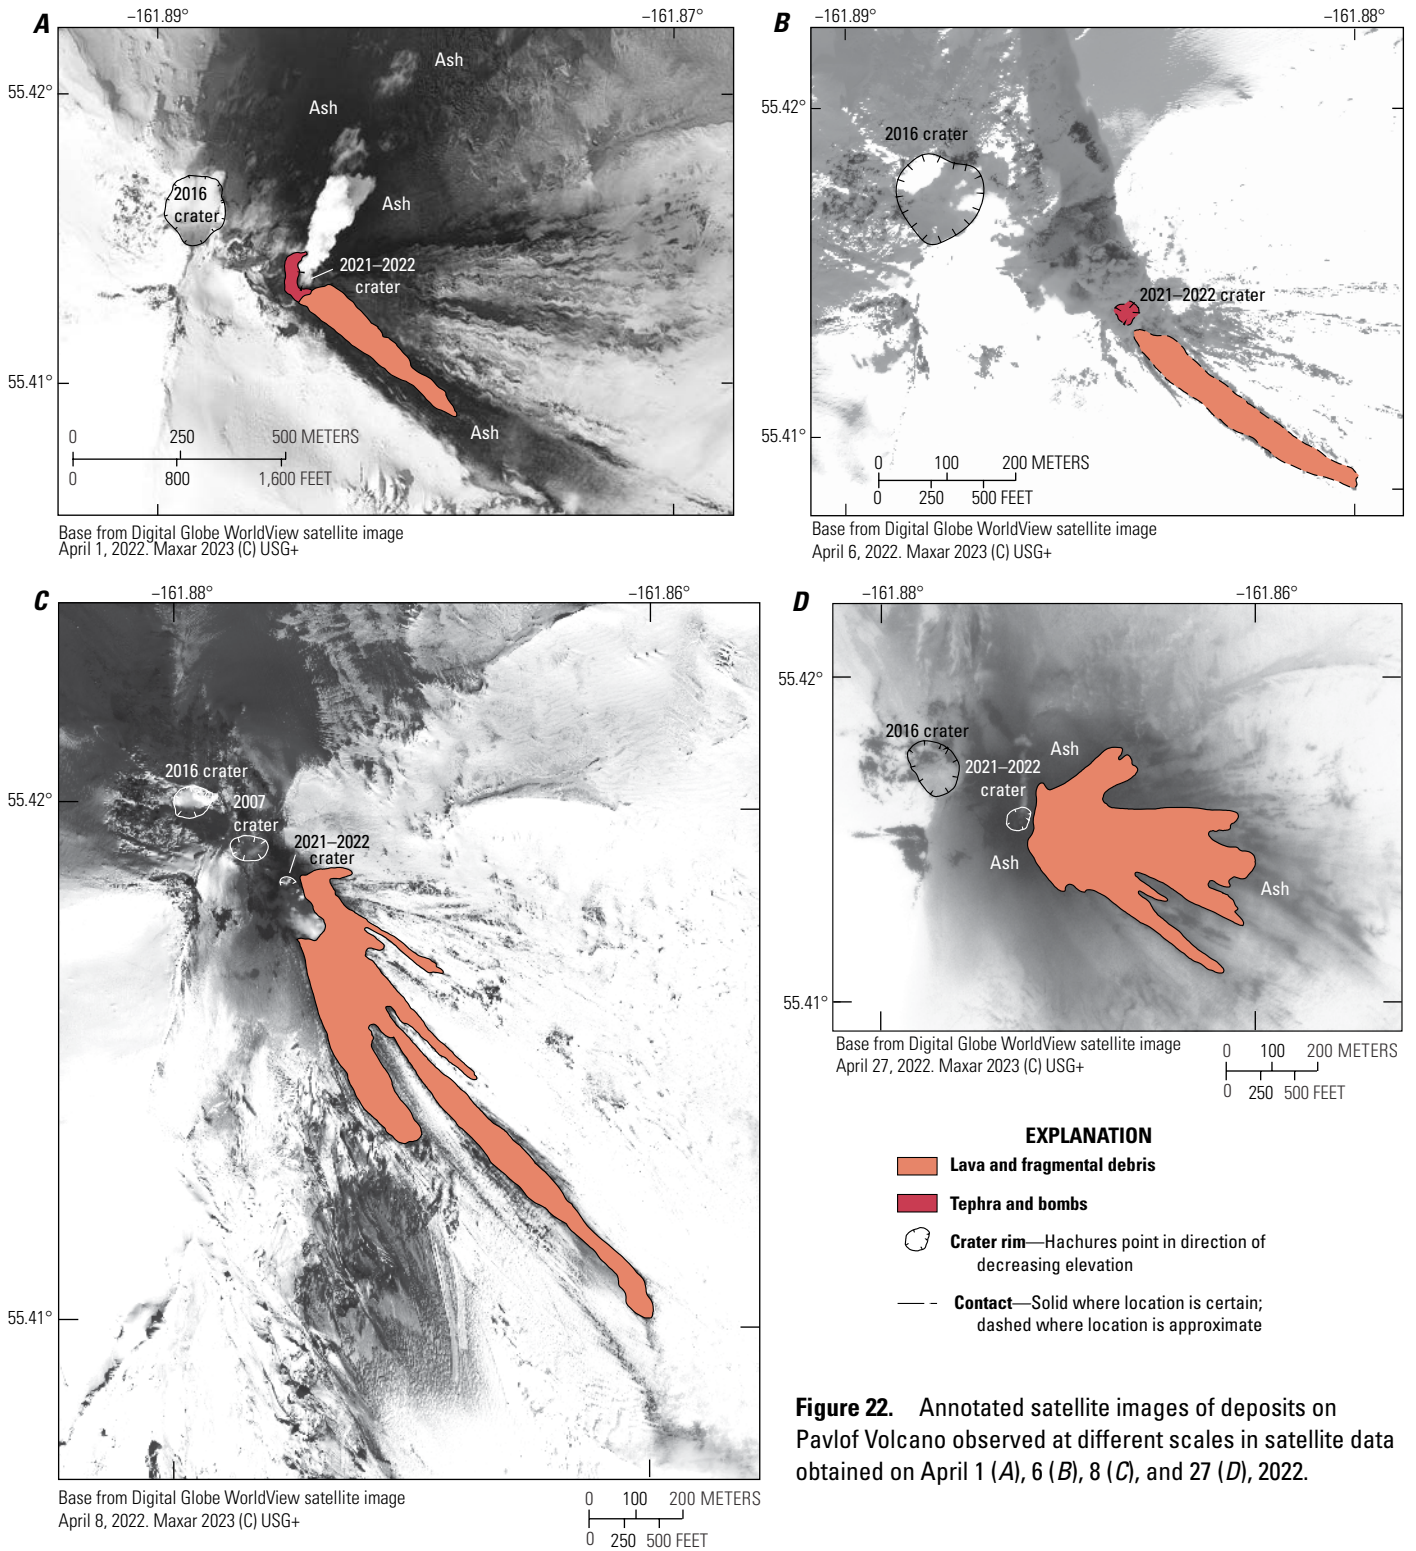 A
−161.89°
−161.87°
55.42°
55.41°
Ash
Ash
Ash
2016
crater
2021–2022
crater
Ash
0 250 500 METERS
0 800 1,600 FEET
Base from Digital Globe WorldView satellite image
April 1, 2022. Maxar 2023 (C) USG+
B
−161.89°
−161.88°
55.42°
55.41°
2016 crater
2021–2022 crater
0 100 200 METERS
0 250 500 FEET
Base from Digital Globe WorldView satellite image
April 6, 2022. Maxar 2023 (C) USG+
C
−161.88°
−161.86°
55.42°
55.41°
2016 crater
2007
crater
2021–2022
crater
Base from Digital Globe WorldView satellite image
April 8, 2022. Maxar 2023 (C) USG+
0 100 200 METERS
0 250 500 FEET
D
−161.88°
−161.86°
55.42°
55.41°
2016 crater
Ash
2021–2022
crater
Ash
Ash
Base from Digital Globe WorldView satellite image
April 27, 2022. Maxar 2023 (C) USG+
0 100 200 METERS
0 250 500 FEET
EXPLANATION
Lava and fragmental debris
Tephra and bombs
Crater rim—Hachures point in direction of
decreasing elevation
Contact—Solid where location is certain;
dashed where location is approximate
Figure 22. Annotated satellite images of deposits on
Pavlof Volcano observed at different scales in satellite data
obtained on April 1 (A), 6 (B), 8 (C), and 27 (D), 2022.